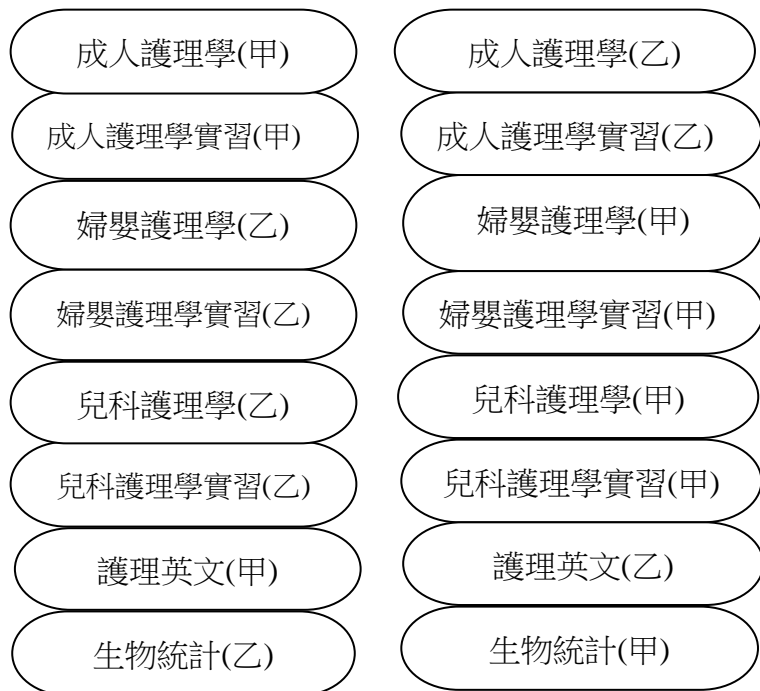 成人護理學(甲)
成人護理學(乙)
成人護理學實習(甲)
成人護理學實習(乙)
婦嬰護理學(乙)
婦嬰護理學(甲)
婦嬰護理學實習(乙)
婦嬰護理學實習(甲)
兒科護理學(乙)
兒科護理學(甲)
兒科護理學實習(乙)
兒科護理學實習(甲)
護理英文(甲)
護理英文(乙)
生物統計(乙)
生物統計(甲)